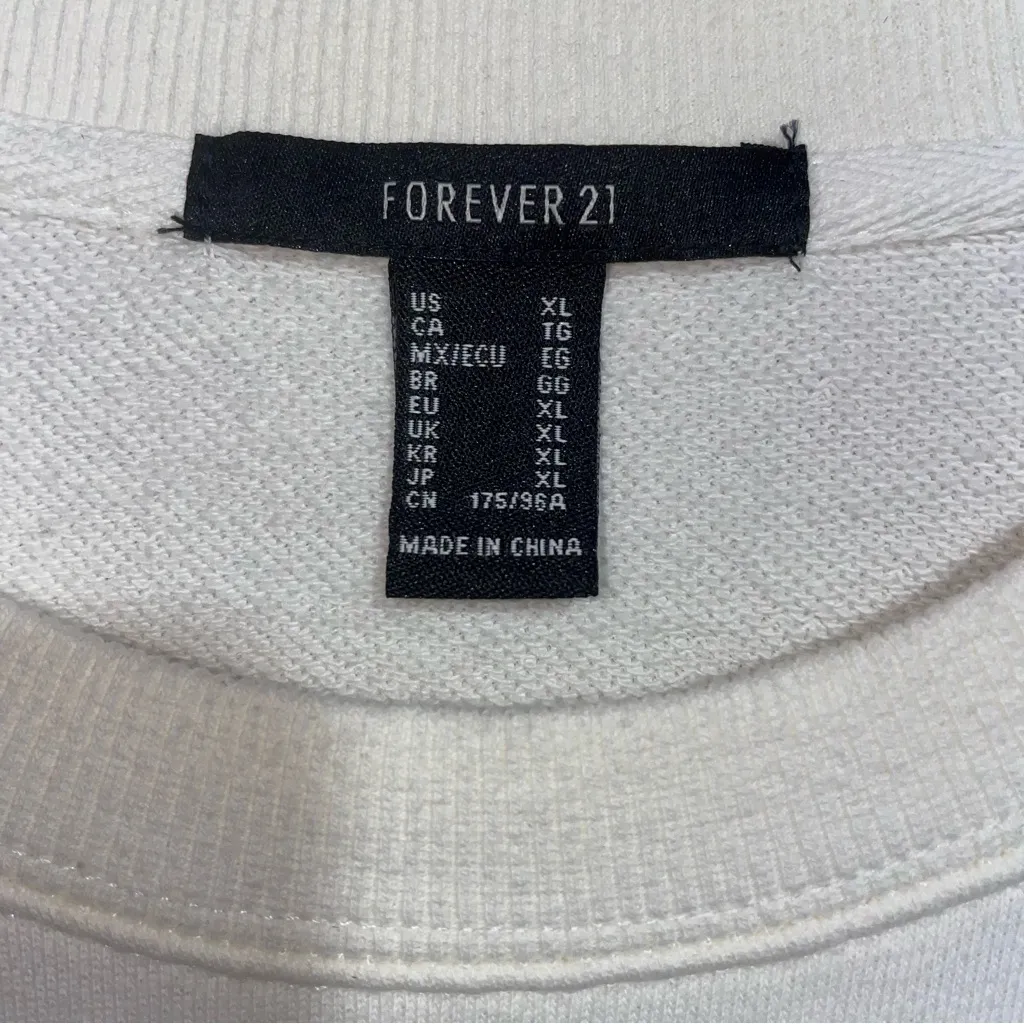 FOREVER 21
US XL
CA TG
MX/ECU EG
BR GG
EU XL
UK XL
KR XL
JP XL
CN 175/96A
MADE IN CHINA